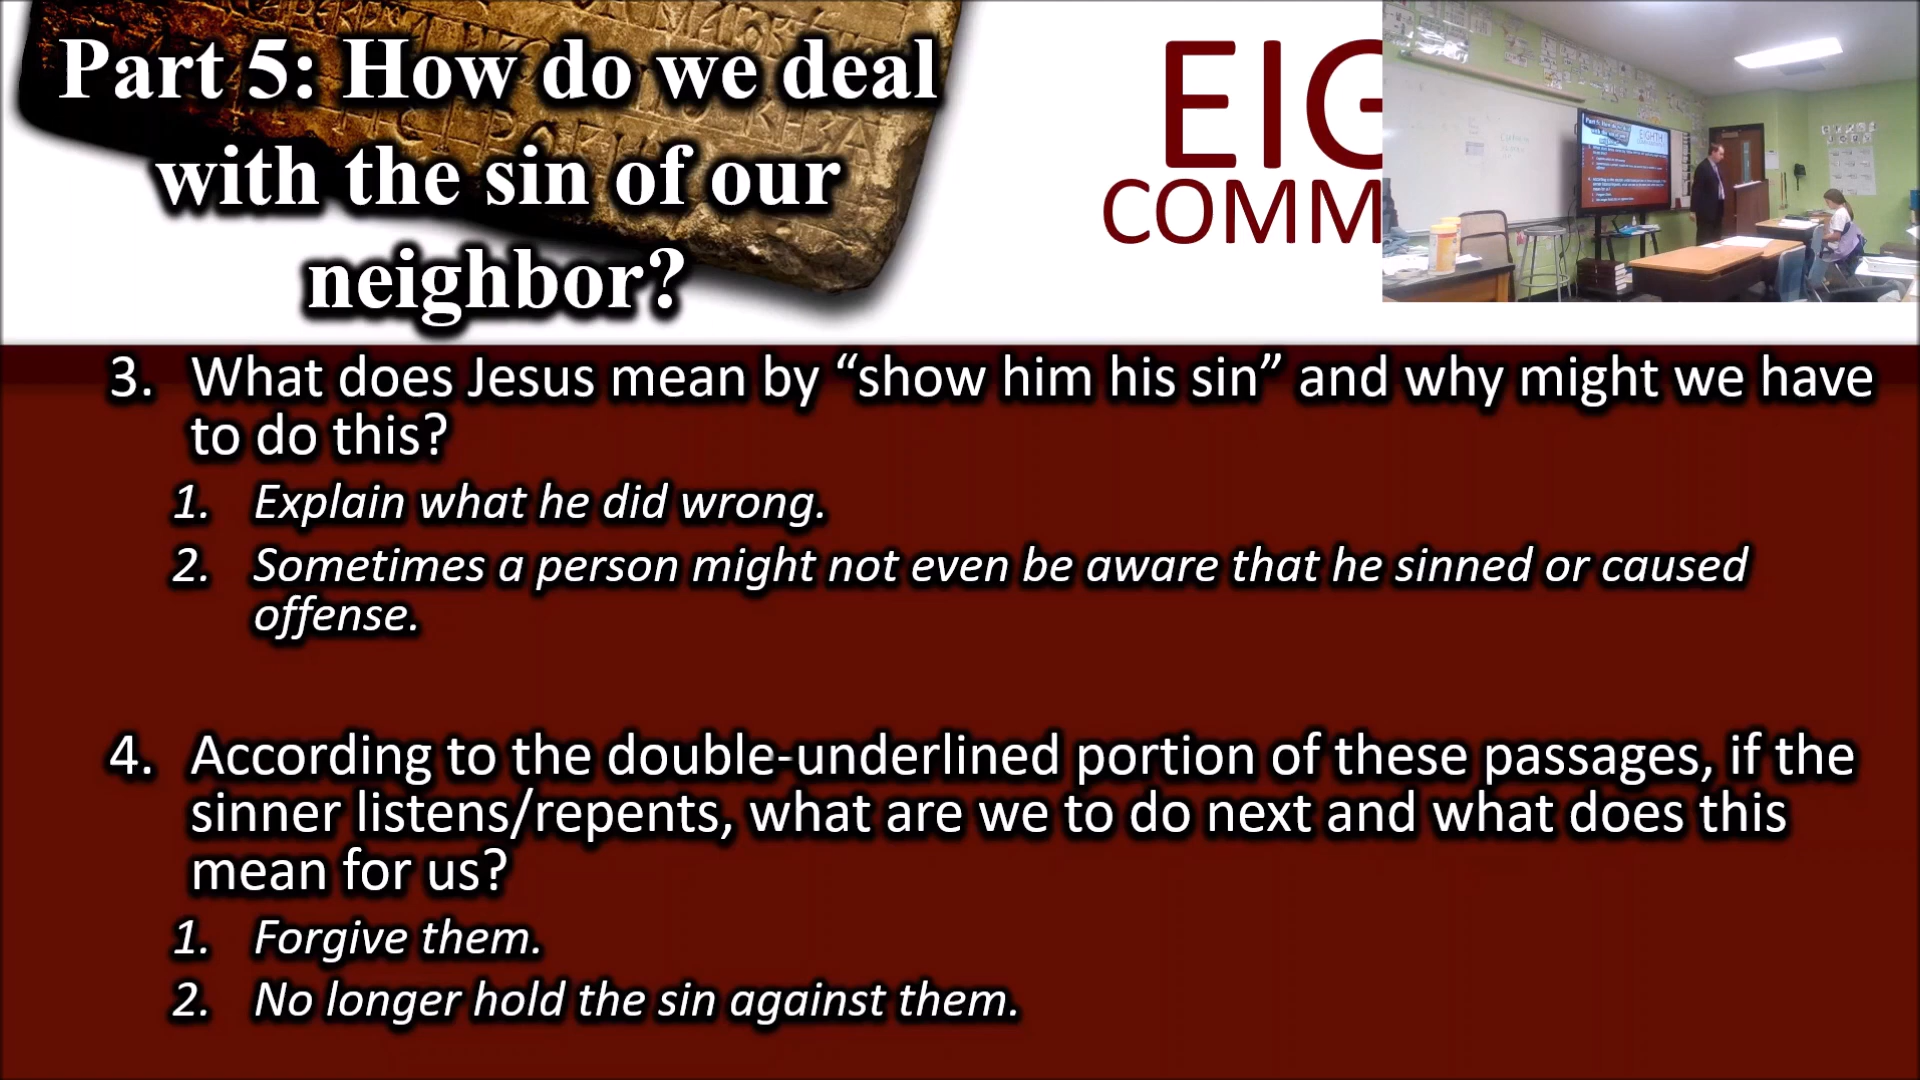 Part 5: How do we deal
with the sin of our
neighbor?
EIG
COMM
3. What does Jesus mean by “show him his sin” and why might we have
to do this?
1. Explain what he did wrong.
2. Sometimes a person might not even be aware that he sinned or caused
offense.
4. According to the double-underlined portion of these passages, if the
sinner listens/repents, what are we to do next and what does this
mean for us?
1. Forgive them.
2. No longer hold the sin against them.